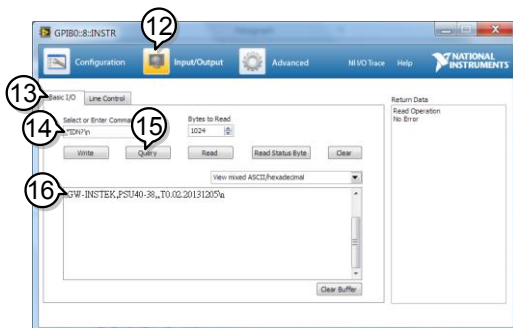 GPIB0::8::INSTR
12
Configuration
Input/Output
Advanced
NI I/O Trace
Help
NATIONAL INSTRUMENTS
13
Basic I/O
Line Control
Return Data
Read Operation
No Error
14
Select or Enter Comma
15
Bytes to Read
*IDN?\n
1024
Write
Query
Read
Read Status Byte
Clear
View mixed ASCII/hexadecimal
16
GW-INSTEK,PSU40-38,,T0.02.20131205\n
Clear Buffer